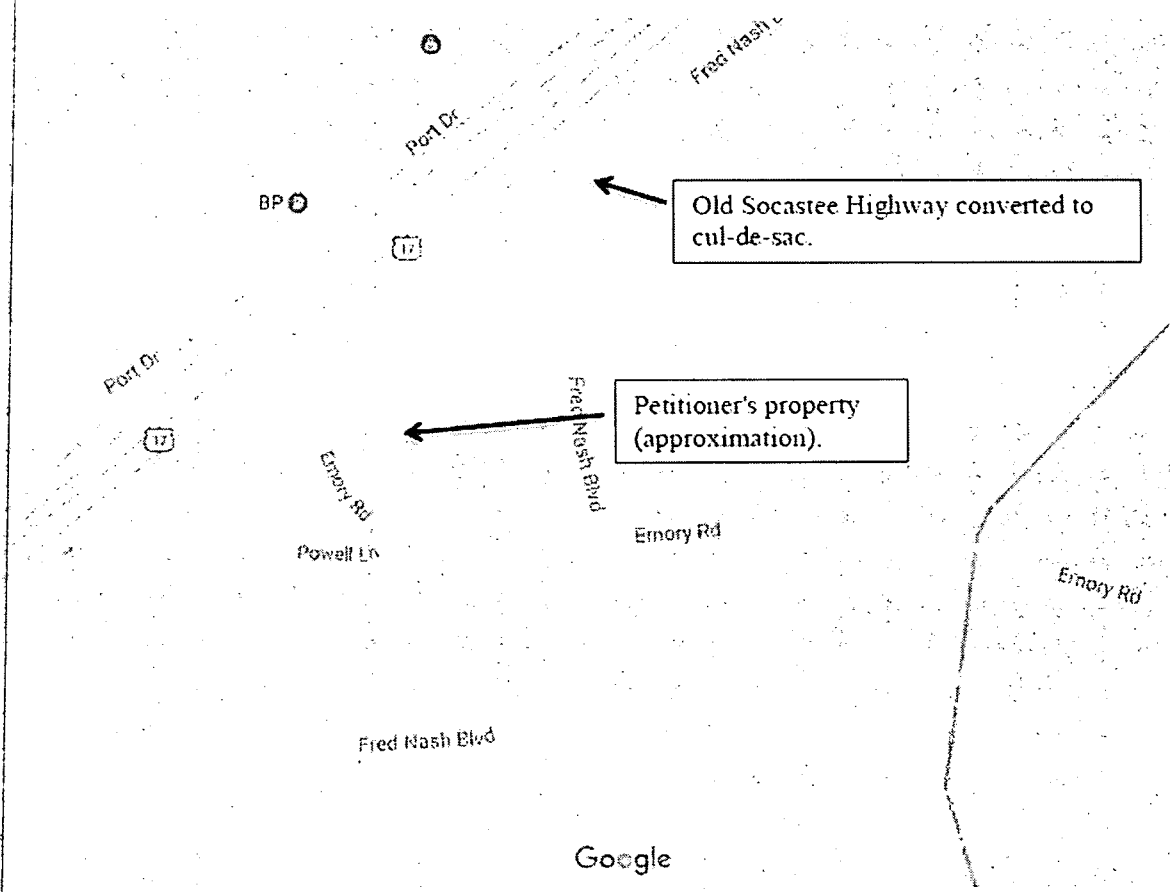 Fred Nash
Port Dr
BP
Old Socastee Highway converted to
cul-de-sac.
17
Port Dr
17
Petitioner's property
(approximation).
Fred Nash Blvd
Emory Rd
Emory Rd
Powell Ln
Emory Rd
Fred Nash Blvd
Google